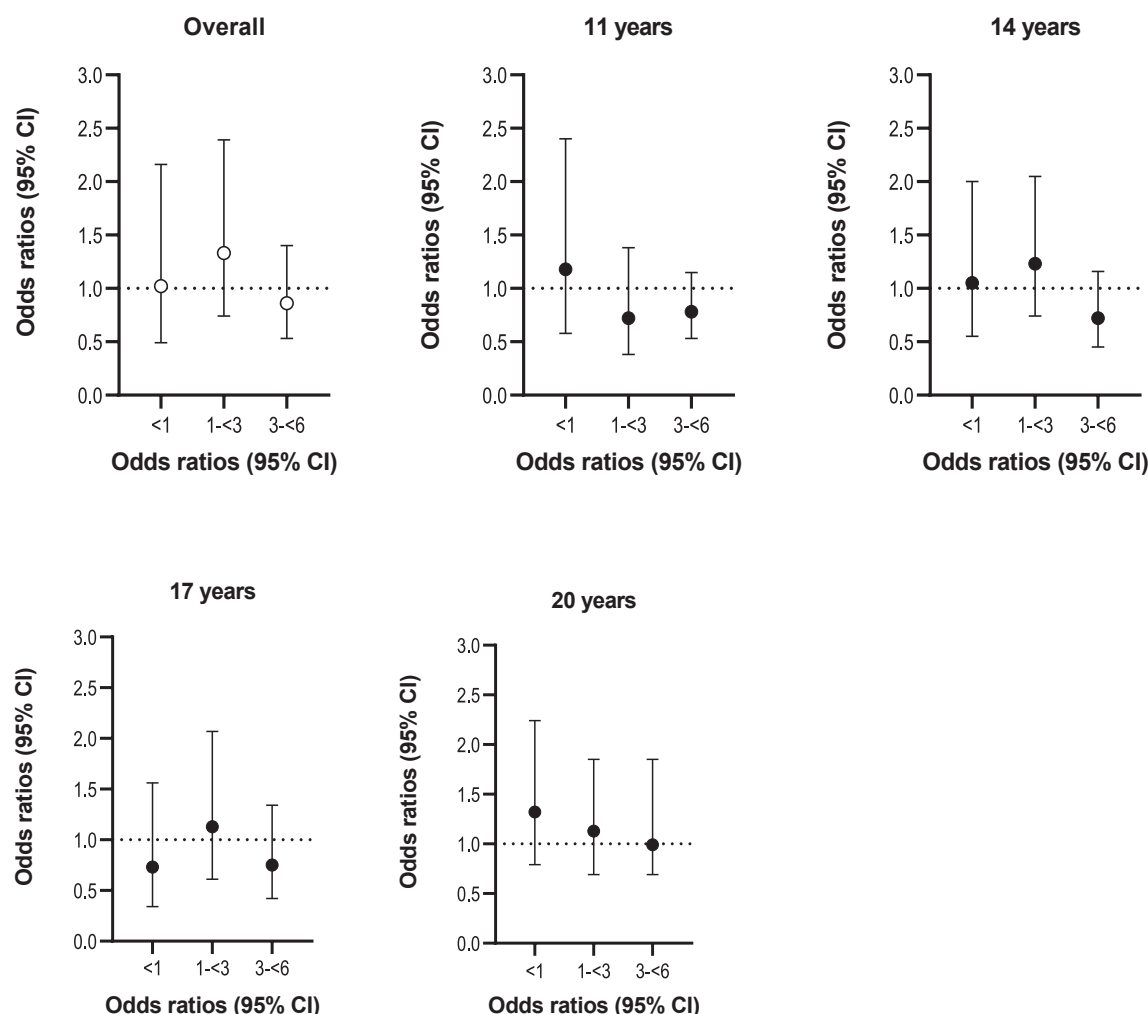 Overall
Odds ratios (95% CI)
3.0
2.5
2.0
1.5
1.0
0.5
0.0
<1 1-<3 3-<6
Odds ratios (95% CI)
11 years
Odds ratios (95% CI)
3.0
2.5
2.0
1.5
1.0
0.5
0.0
<1 1-<3 3-<6
Odds ratios (95% CI)
14 years
Odds ratios (95% CI)
3.0
2.5
2.0
1.5
1.0
0.5
0.0
<1 1-<3 3-<6
Odds ratios (95% CI)
17 years
Odds ratios (95% CI)
3.0
2.5
2.0
1.5
1.0
0.5
0.0
<1 1-<3 3-<6
Odds ratios (95% CI)
20 years
Odds ratios (95% CI)
3.0
2.5
2.0
1.5
1.0
0.5
0.0
<1 1-<3 3-<6
Odds ratios (95% CI)